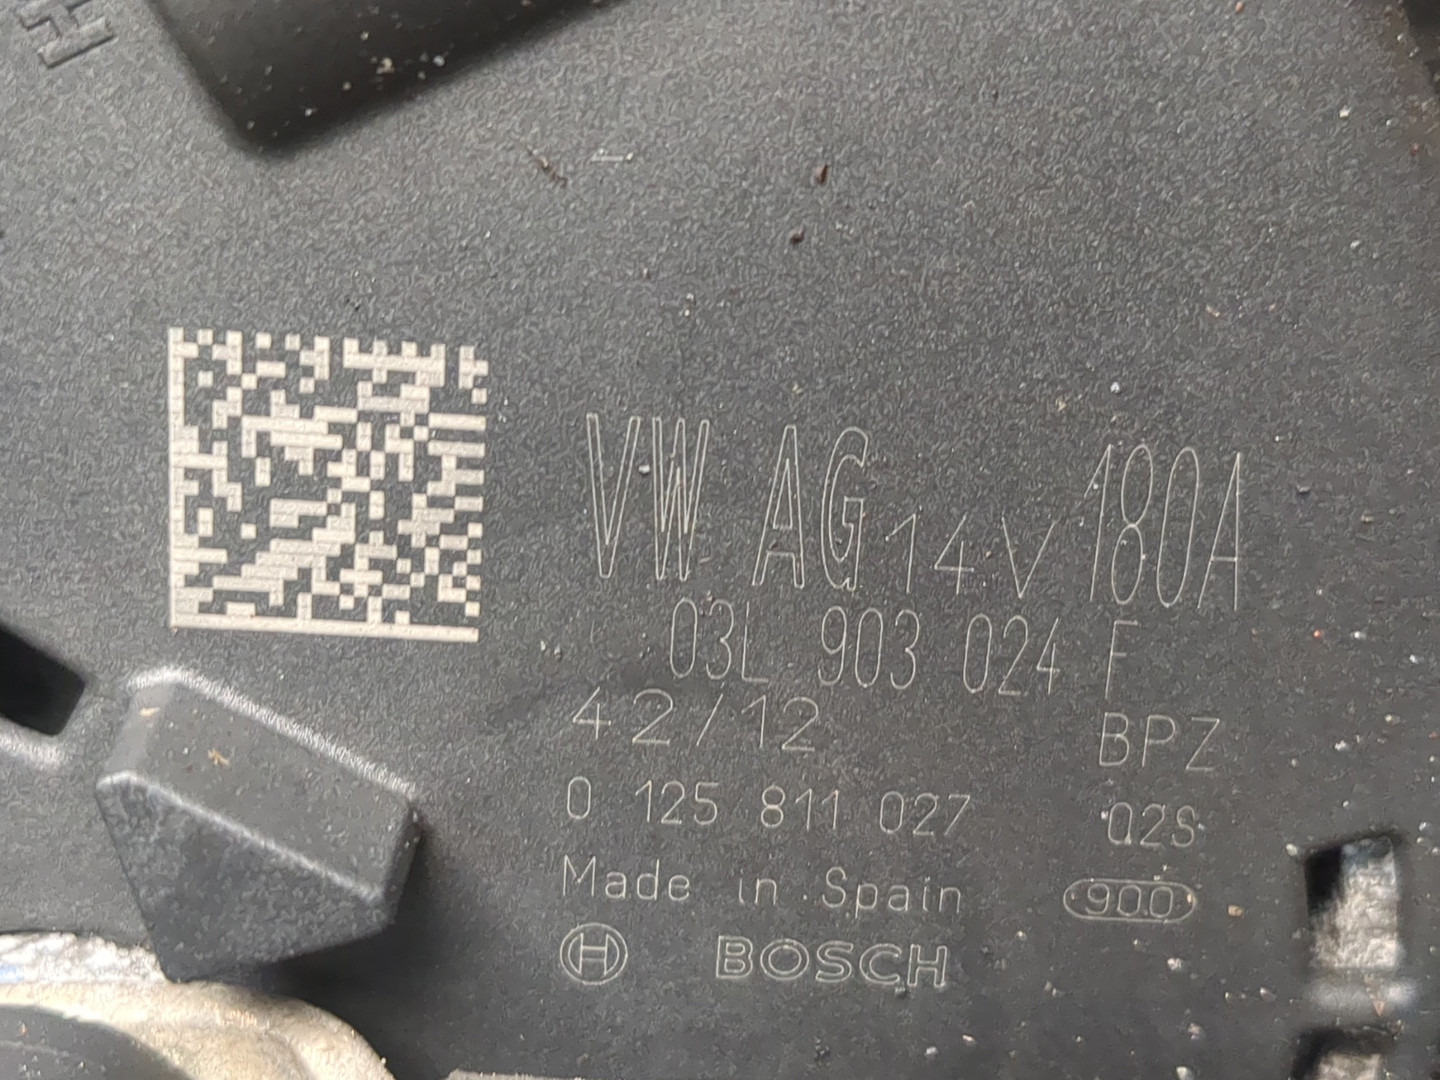 VW AG 14V 180A
03L 903 024 F
42/12 BPZ
0 125 811 027 Q2S
Made in Spain 900
BOSCH